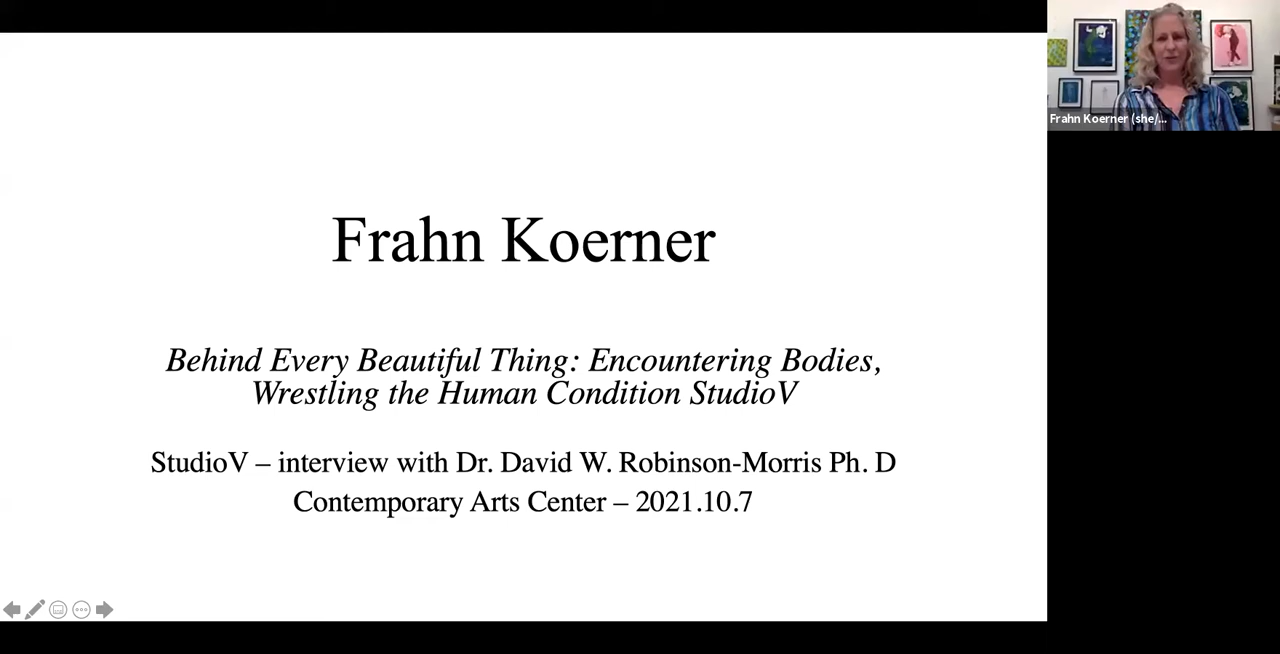 Frahn Koerner
Behind Every Beautiful Thing: Encountering Bodies,
Wrestling the Human Condition StudioV
StudioV – interview with Dr. David W. Robinson-Morris Ph. D
Contemporary Arts Center – 2021.10.7
Frahn Koerner (she/...